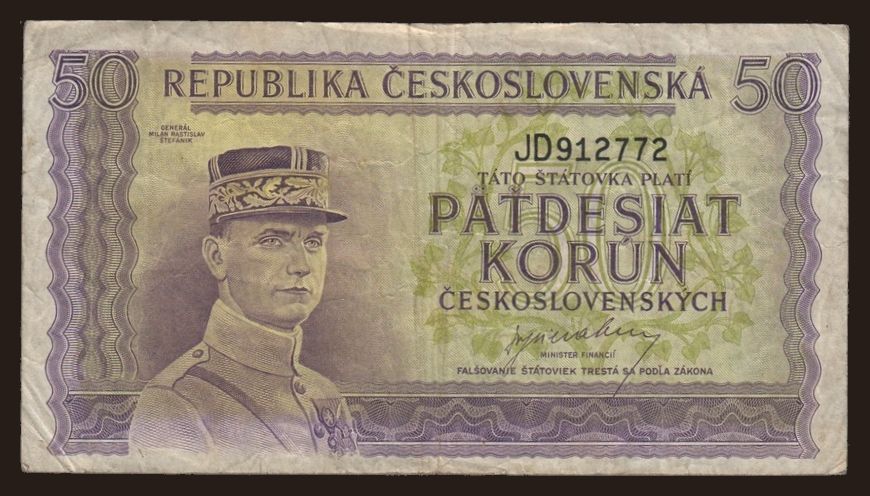 50 REPUBLIKA ČESKOSLOVENSKÁ 50
GENERÁL
MILAN RASTISLAV
ŠTEFÁNIK
JD912772
TÁTO ŠTÁTOVKA PLATÍ
PÄŤDESIAT
KORÚN
ČESKOSLOVENSKÝCH
MINISTER FINANCIÍ
FALŠOVANIE ŠTÁTOVIEK TRESTÁ SA PODĽA ZÁKONA